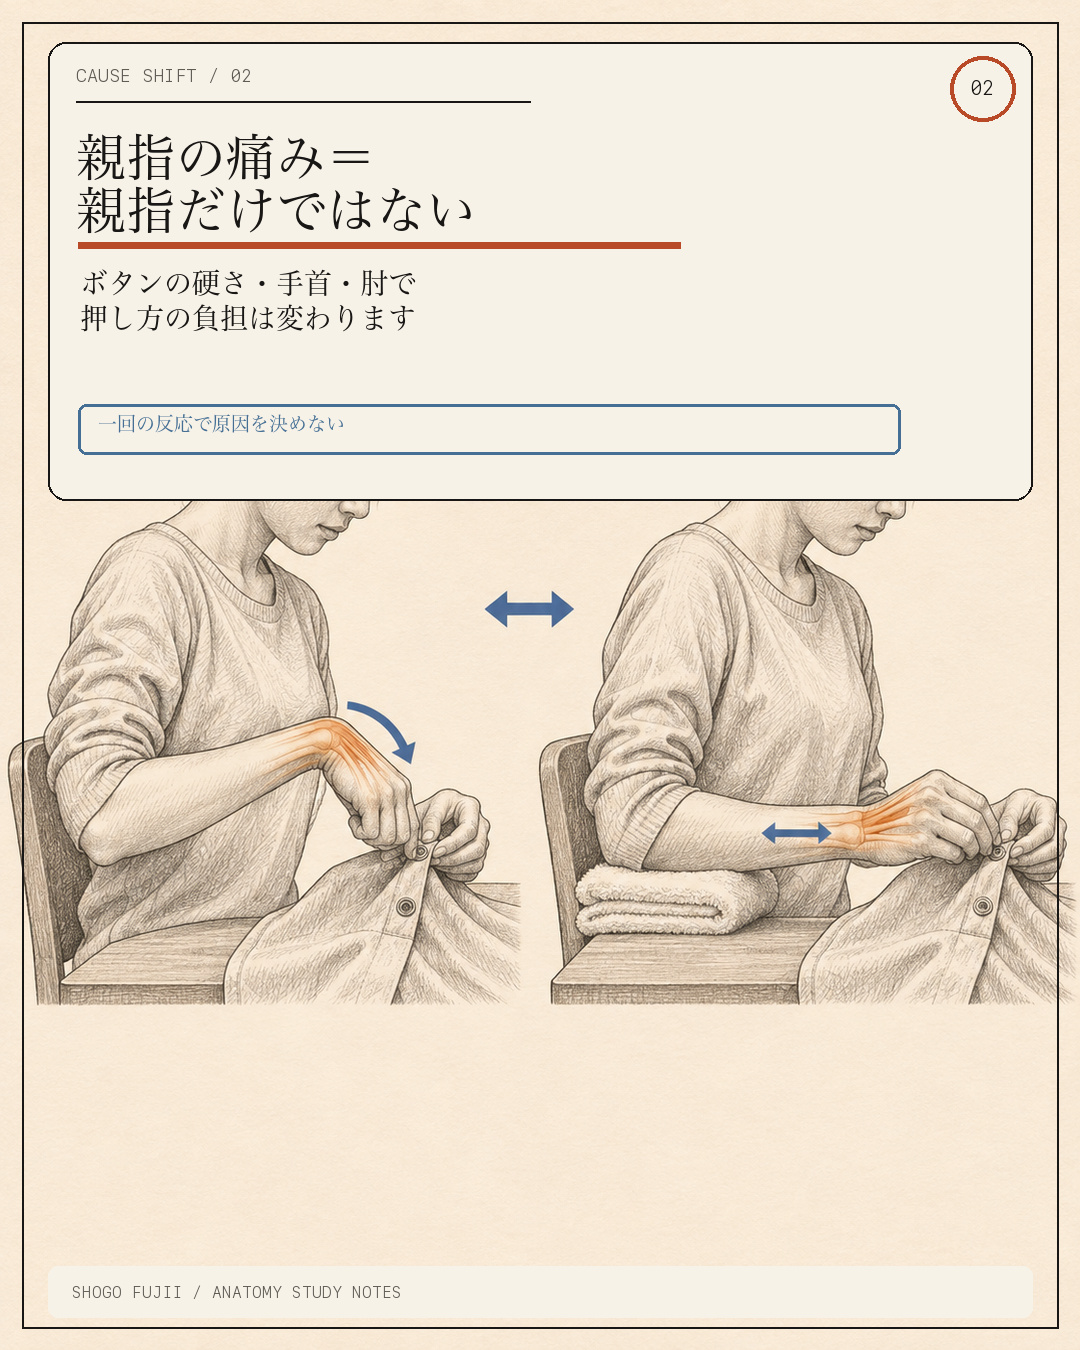 CAUSE SHIFT / 02
02
親指の痛み＝
親指だけではない
ボタンの硬さ・手首・肘で
押し方の負担は変わります
一回の反応で原因を決めない
SHOGO FUJII / ANATOMY STUDY NOTES